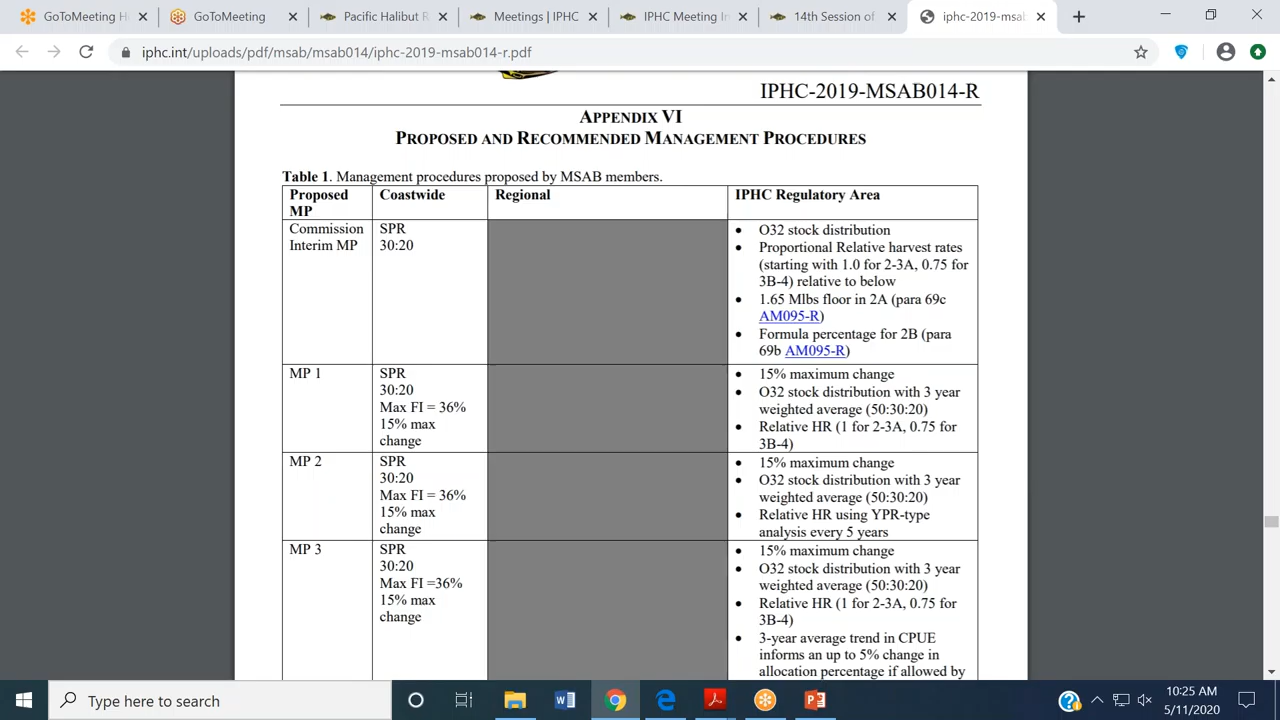 GoToMeeting H
GoToMeeting
Pacific Halibut R
Meetings | IPHC
IPHC Meeting In
14th Session of
iphc-2019-msab
iphc.int/uploads/pdf/msab/msab014/iphc-2019-msab014-r.pdf
IPHC-2019-MSAB014-R
APPENDIX VI
PROPOSED AND RECOMMENDED MANAGEMENT PROCEDURES
Table 1. Management procedures proposed by MSAB members.
Proposed MP
Coastwide
Regional
IPHC Regulatory Area
Commission
Interim MP
SPR
30:20
• O32 stock distribution
• Proportional Relative harvest rates
(starting with 1.0 for 2-3A, 0.75 for
3B-4) relative to below
• 1.65 Mlbs floor in 2A (para 69c
AM095-R)
• Formula percentage for 2B (para
69b AM095-R)
MP 1
SPR
30:20
Max FI = 36%
15% max
change
• 15% maximum change
• O32 stock distribution with 3 year
weighted average (50:30:20)
• Relative HR (1 for 2-3A, 0.75 for
3B-4)
MP 2
SPR
30:20
Max FI = 36%
15% max
change
• 15% maximum change
• O32 stock distribution with 3 year
weighted average (50:30:20)
• Relative HR using YPR-type
analysis every 5 years
MP 3
SPR
30:20
Max FI =36%
15% max
change
• 15% maximum change
• O32 stock distribution with 3 year
weighted average (50:30:20)
• Relative HR (1 for 2-3A, 0.75 for
3B-4)
• 3-year average trend in CPUE
informs an up to 5% change in
allocation percentage if allowed by
Type here to search
10:25 AM
5/11/2020